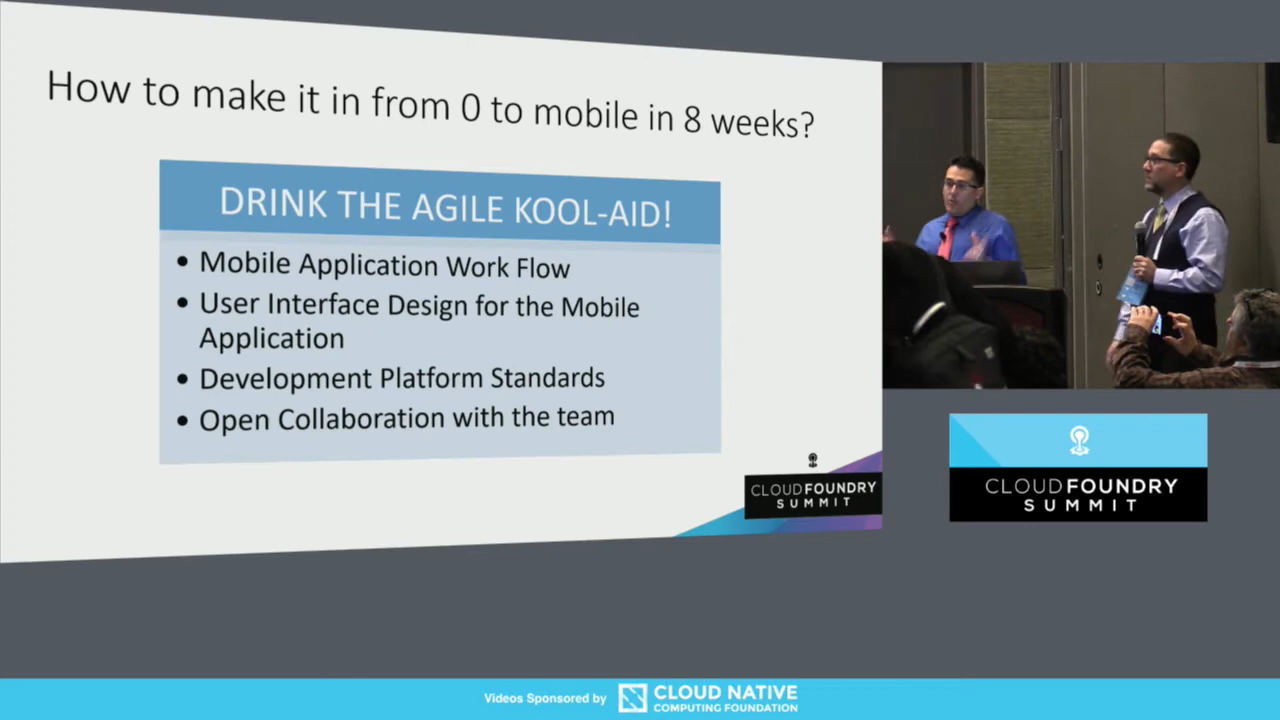 How to make it in from 0 to mobile in 8 weeks?
DRINK THE AGILE KOOL-AID!
• Mobile Application Work Flow
• User Interface Design for the Mobile
Application
• Development Platform Standards
• Open Collaboration with the team
CLOUDFOUNDRY
SUMMIT
CLOUDFOUNDRY
SUMMIT
Videos Sponsored by
CLOUD NATIVE
COMPUTING FOUNDATION